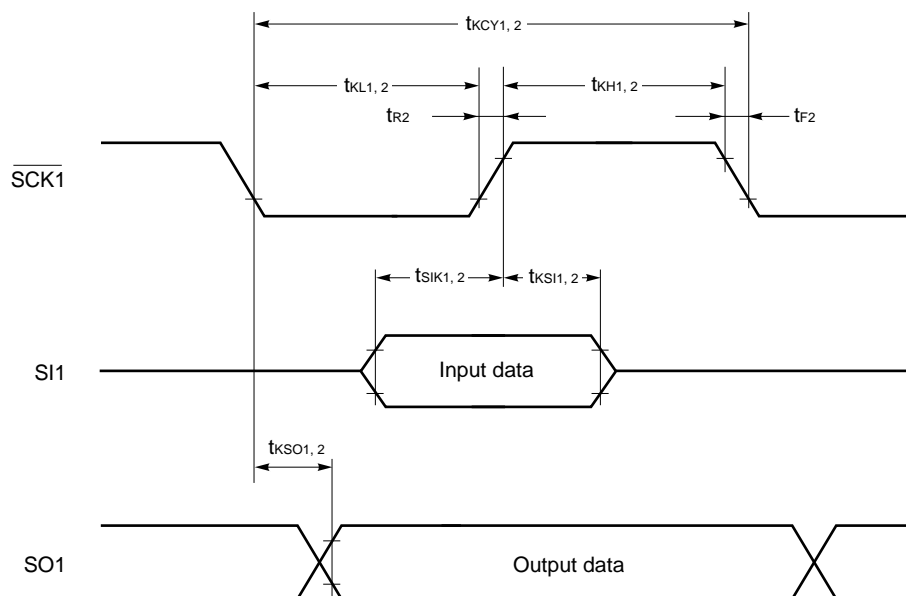 tKCY1, 2
tKL1, 2
tKH1, 2
tR2
tF2
SCK1
tSIK1, 2
tKSI1, 2
SI1
Input data
tKSO1, 2
SO1
Output data